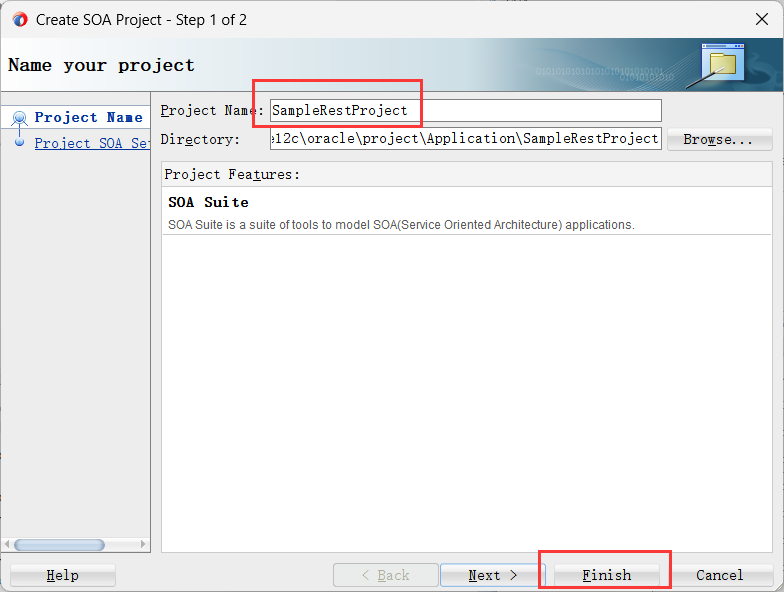 Create SOA Project - Step 1 of 2
Name your project
Project Name
Project SOA Se
Project Name: SampleRestProject
Directory: e12c\oracle\project\Application\SampleRestProject Browse...
Project Features:
SOA Suite
SOA Suite is a suite of tools to model SOA(Service Oriented Architecture) applications.
Help < Back Next > Finish Cancel